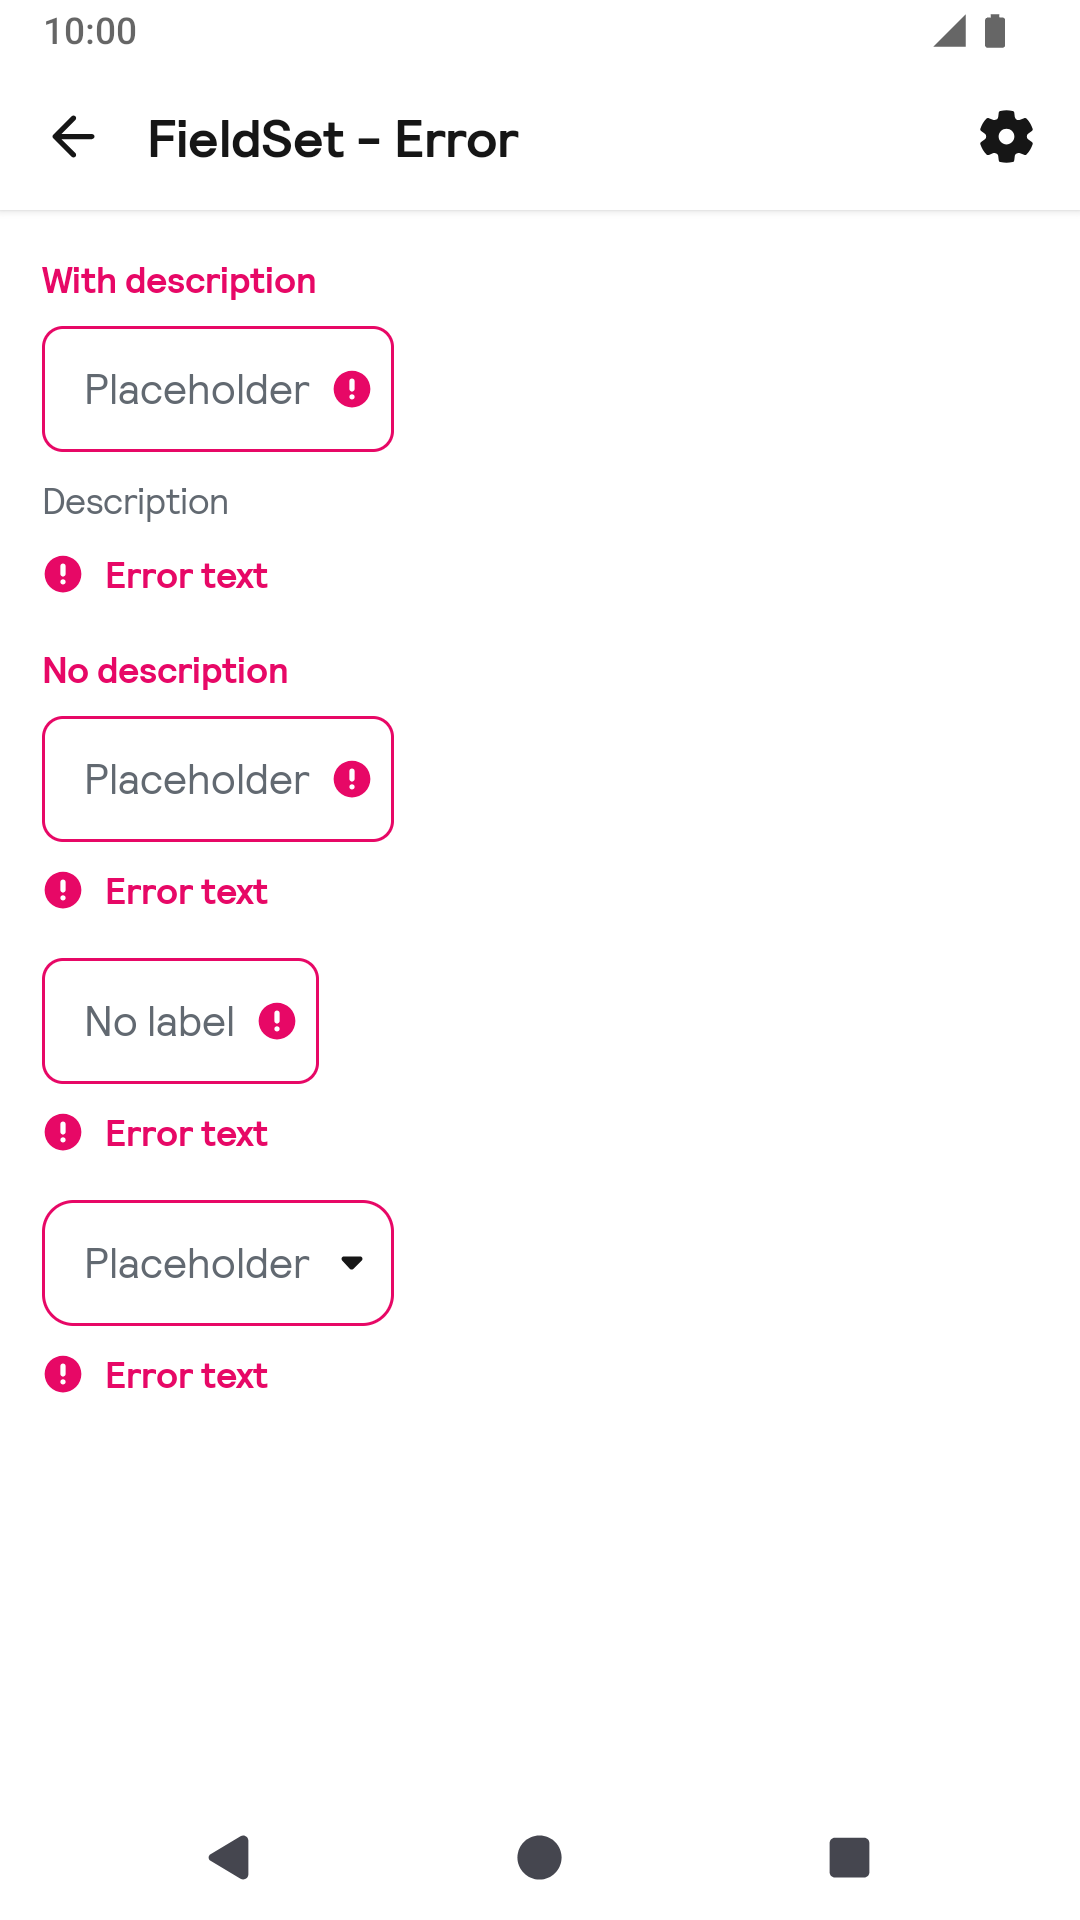 10:00
FieldSet - Error
With description
Placeholder
Description
Error text
No description
Placeholder
Error text
No label
Error text
Placeholder
Error text